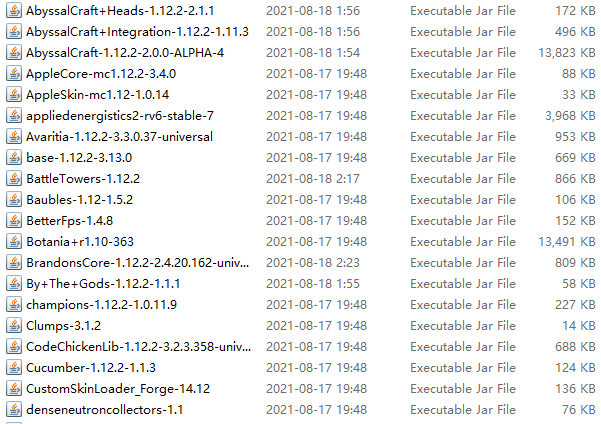 AbyssalCraft+Heads-1.12.2-2.1.1 2021-08-18 1:56 Executable Jar File 172 KB
AbyssalCraft+Integration-1.12.2-1.11.3 2021-08-18 1:56 Executable Jar File 496 KB
AbyssalCraft-1.12.2-2.0.0-ALPHA-4 2021-08-18 1:54 Executable Jar File 13,823 KB
AppleCore-mc1.12.2-3.4.0 2021-08-17 19:48 Executable Jar File 88 KB
AppleSkin-mc1.12-1.0.14 2021-08-17 19:48 Executable Jar File 33 KB
appliedenergistics2-rv6-stable-7 2021-08-17 19:48 Executable Jar File 3,968 KB
Avaritia-1.12.2-3.3.0.37-universal 2021-08-17 19:48 Executable Jar File 953 KB
base-1.12.2-3.13.0 2021-08-17 19:48 Executable Jar File 669 KB
BattleTowers-1.12.2 2021-08-18 2:17 Executable Jar File 866 KB
Baubles-1.12-1.5.2 2021-08-17 19:48 Executable Jar File 106 KB
BetterFps-1.4.8 2021-08-17 19:48 Executable Jar File 152 KB
Botania+r1.10-363 2021-08-17 19:48 Executable Jar File 13,491 KB
BrandonsCore-1.12.2-2.4.20.162-univ... 2021-08-18 2:23 Executable Jar File 809 KB
By+The+Gods-1.12.2-1.1.1 2021-08-18 1:55 Executable Jar File 58 KB
champions-1.12.2-1.0.11.9 2021-08-17 19:48 Executable Jar File 227 KB
Clumps-3.1.2 2021-08-17 19:48 Executable Jar File 14 KB
CodeChickenLib-1.12.2-3.2.3.358-univ... 2021-08-17 19:48 Executable Jar File 688 KB
Cucumber-1.12.2-1.1.3 2021-08-17 19:48 Executable Jar File 124 KB
CustomSkinLoader_Forge-14.12 2021-08-17 19:48 Executable Jar File 136 KB
denseneutroncollectors-1.1 2021-08-17 19:48 Executable Jar File 76 KB